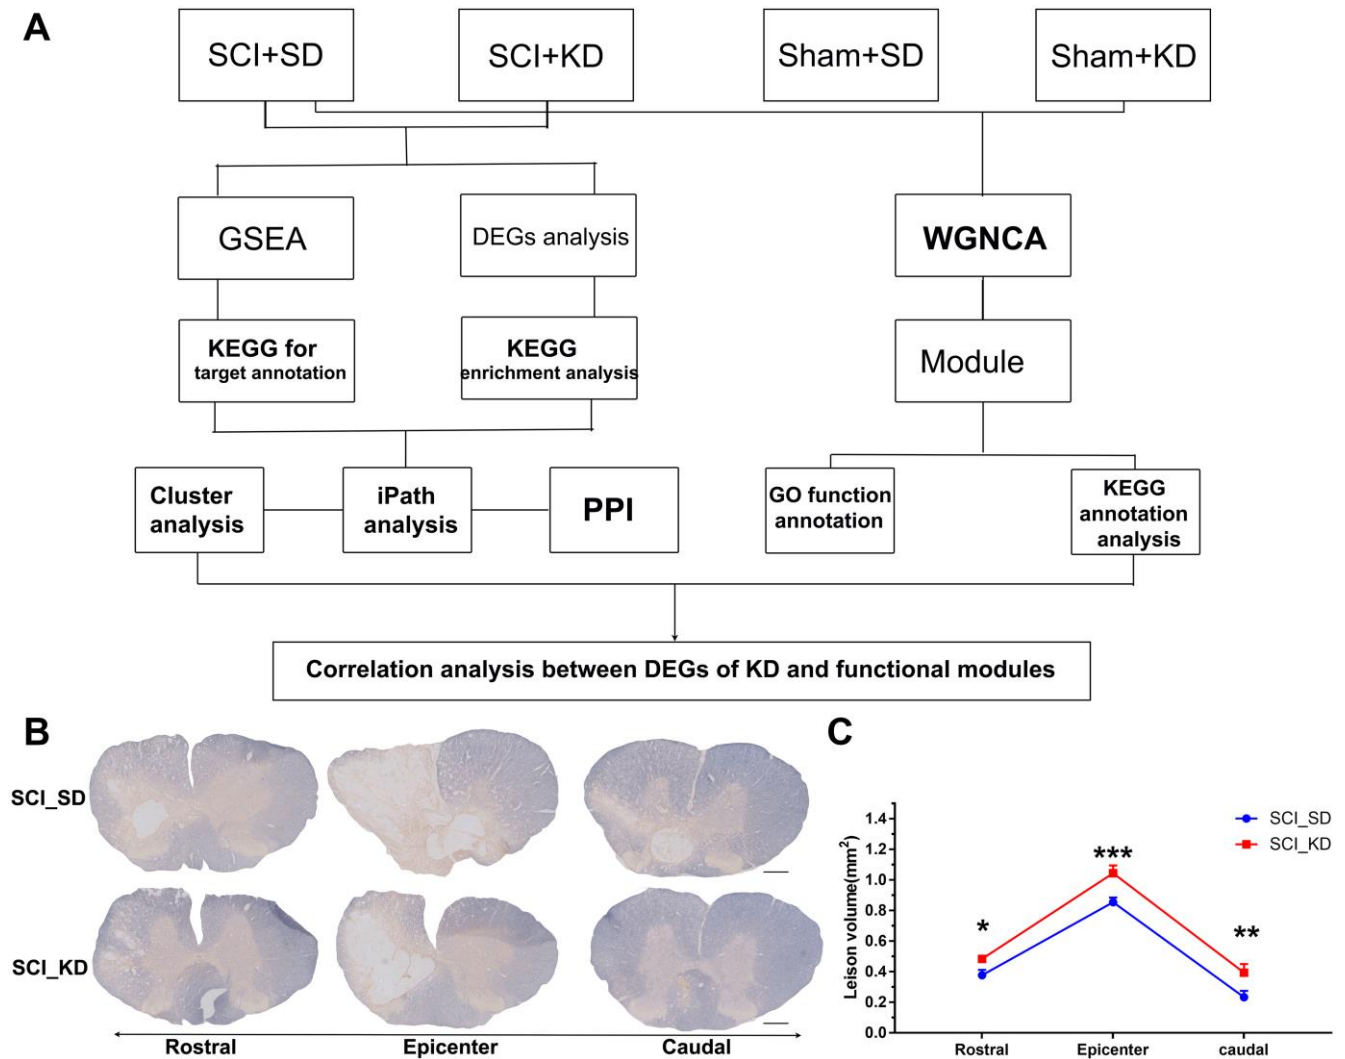 A
SCI+SD
SCI+KD
Sham+SD
Sham+KD
GSEA
DEGs analysis
WGNCA
KEGG for
target annotation
KEGG
enrichment analysis
Module
Cluster
analysis
iPath
analysis
PPI
GO function
annotation
KEGG
annotation
analysis
Correlation analysis between DEGs of KD and functional modules
B
SCI_SD
SCI_KD
Rostral
Epicenter
Caudal
C
Leison volume(mm²)
1.4
1.2
1.0
0.8
0.6
0.4
0.2
0.0
*
***
**
SCI_SD
SCI_KD
Rostral
Epicenter
caudal